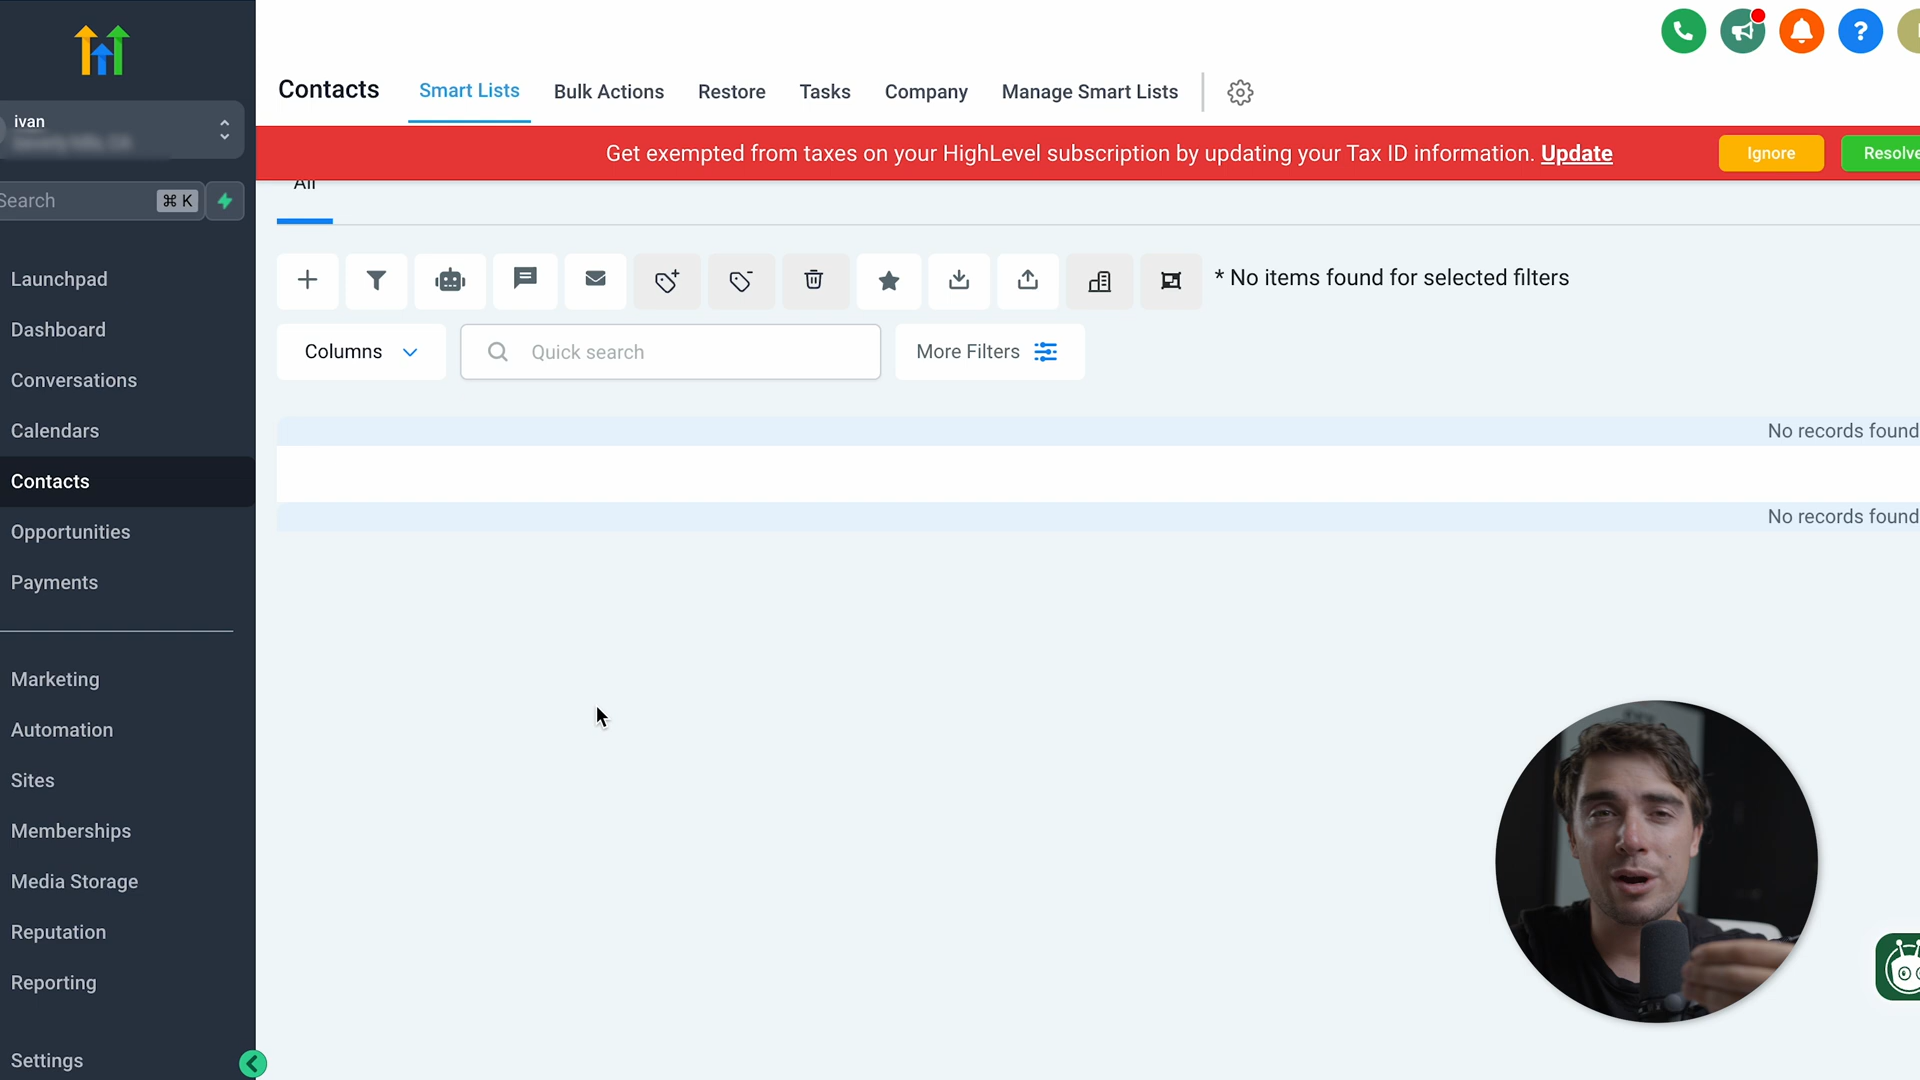 ivan
Search
⌘ K
Launchpad
Dashboard
Conversations
Calendars
Contacts
Opportunities
Payments
Marketing
Automation
Sites
Memberships
Media Storage
Reputation
Reporting
Settings
Contacts
Smart Lists
Bulk Actions
Restore
Tasks
Company
Manage Smart Lists
Get exempted from taxes on your HighLevel subscription by updating your Tax ID information. Update
Ignore
Resolve
All
* No items found for selected filters
Columns
Quick search
More Filters
No records found
No records found